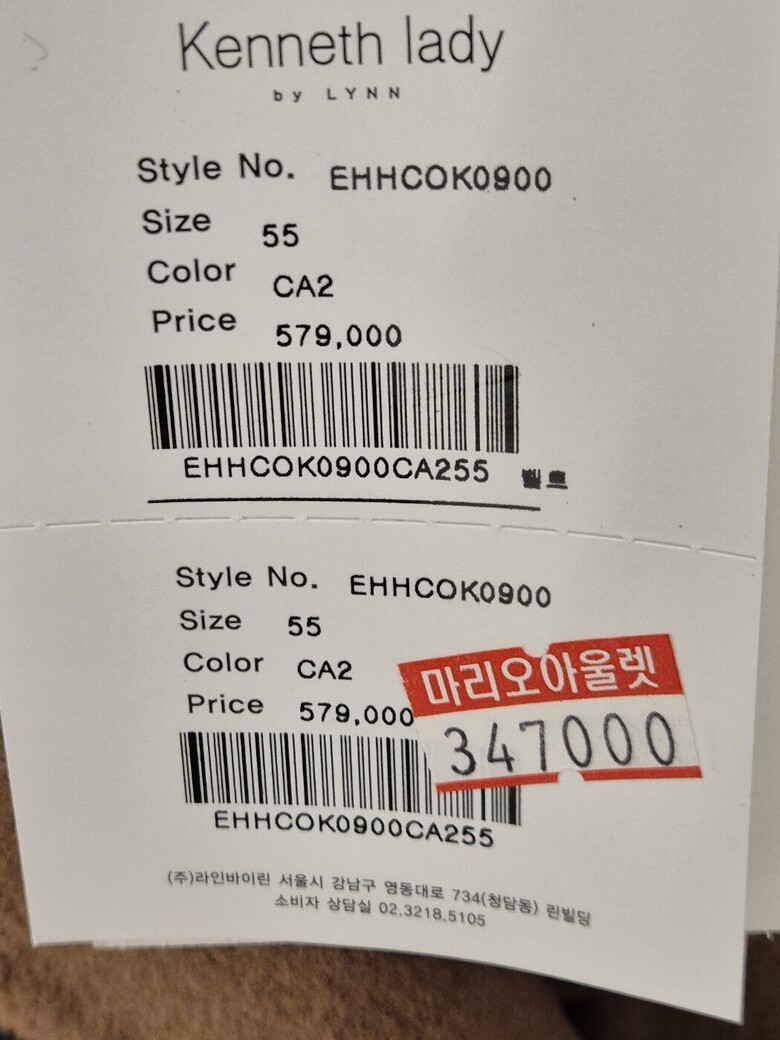 Kenneth lady
by LYNN
Style No. EHHCOK0900
Size 55
Color CA2
Price 579,000
EHHCOK0900CA255 벨트
Style No. EHHCOK0900
Size 55
Color CA2
Price 579,000
마리오아울렛
347000
EHHCOK0900CA255
(주)라인바이린 서울시 강남구 영동대로 734(청담동) 린빌딩
소비자 상담실 02.3218.5105